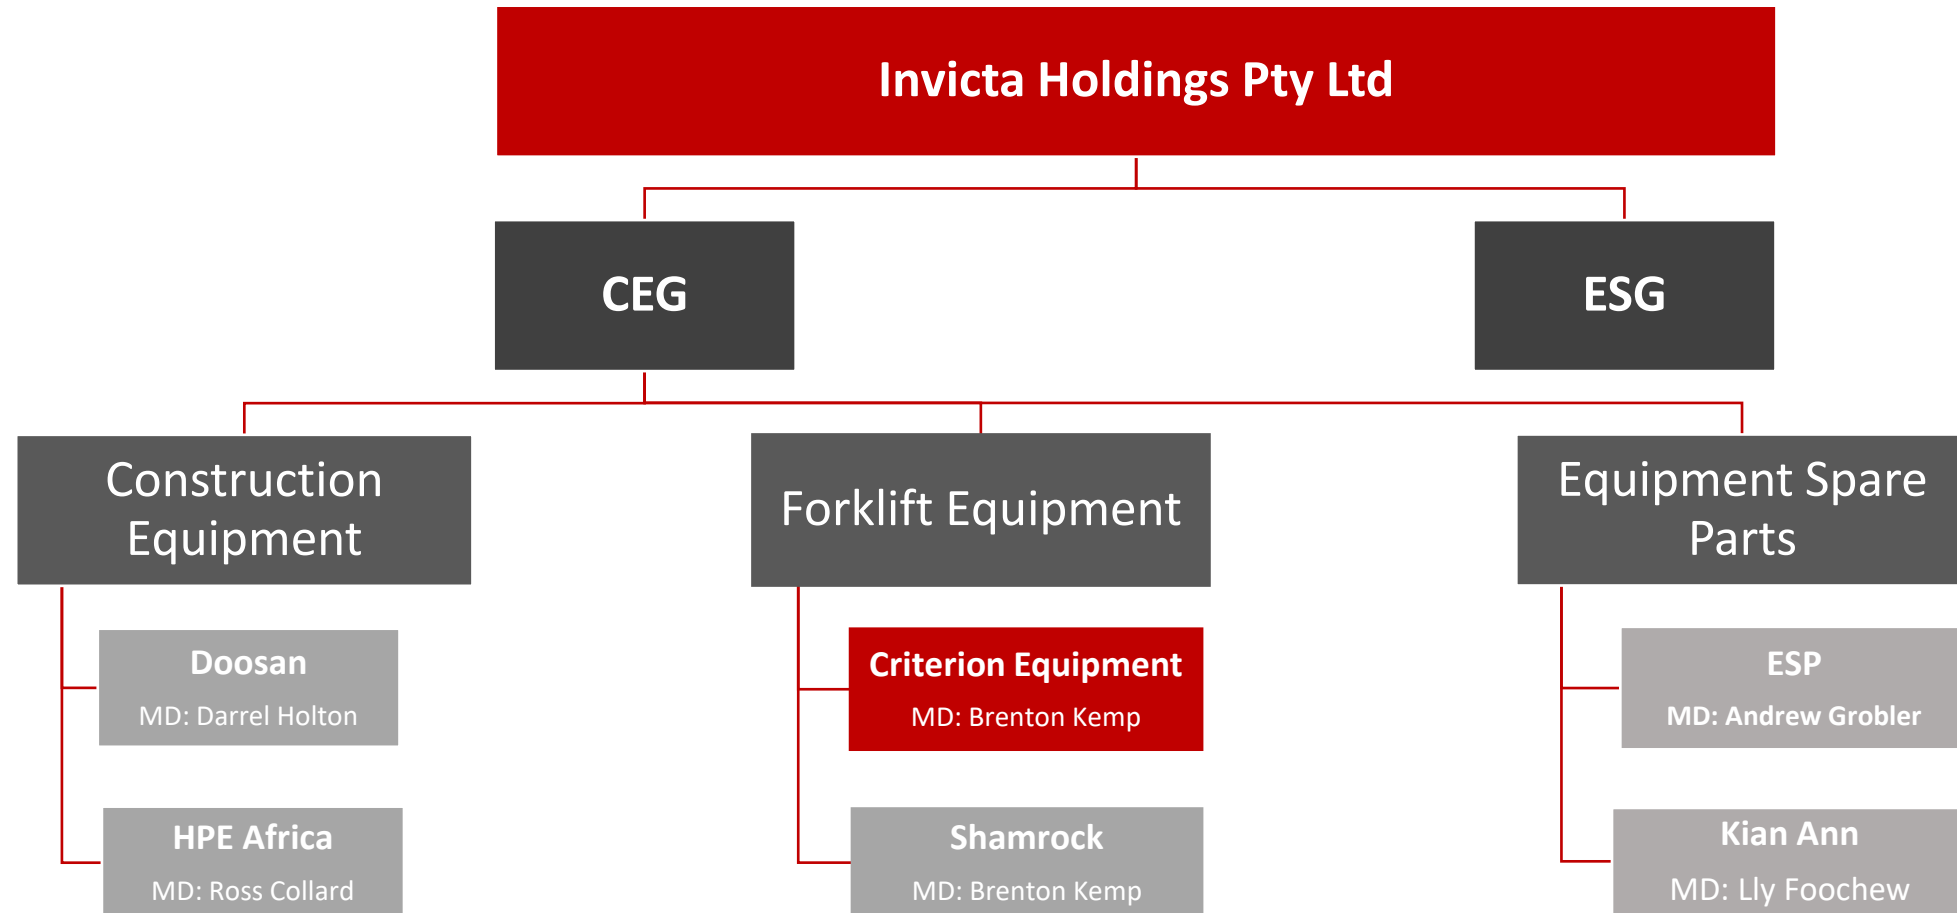 Invicta Holdings Pty Ltd
CEG
ESG
Construction
Equipment
Forklift Equipment
Equipment Spare
Parts
Doosan
MD: Darrel Holton
Criterion Equipment
MD: Brenton Kemp
ESP
MD: Andrew Grobler
HPE Africa
MD: Ross Collard
Shamrock
MD: Brenton Kemp
Kian Ann
MD: Lly Foochew